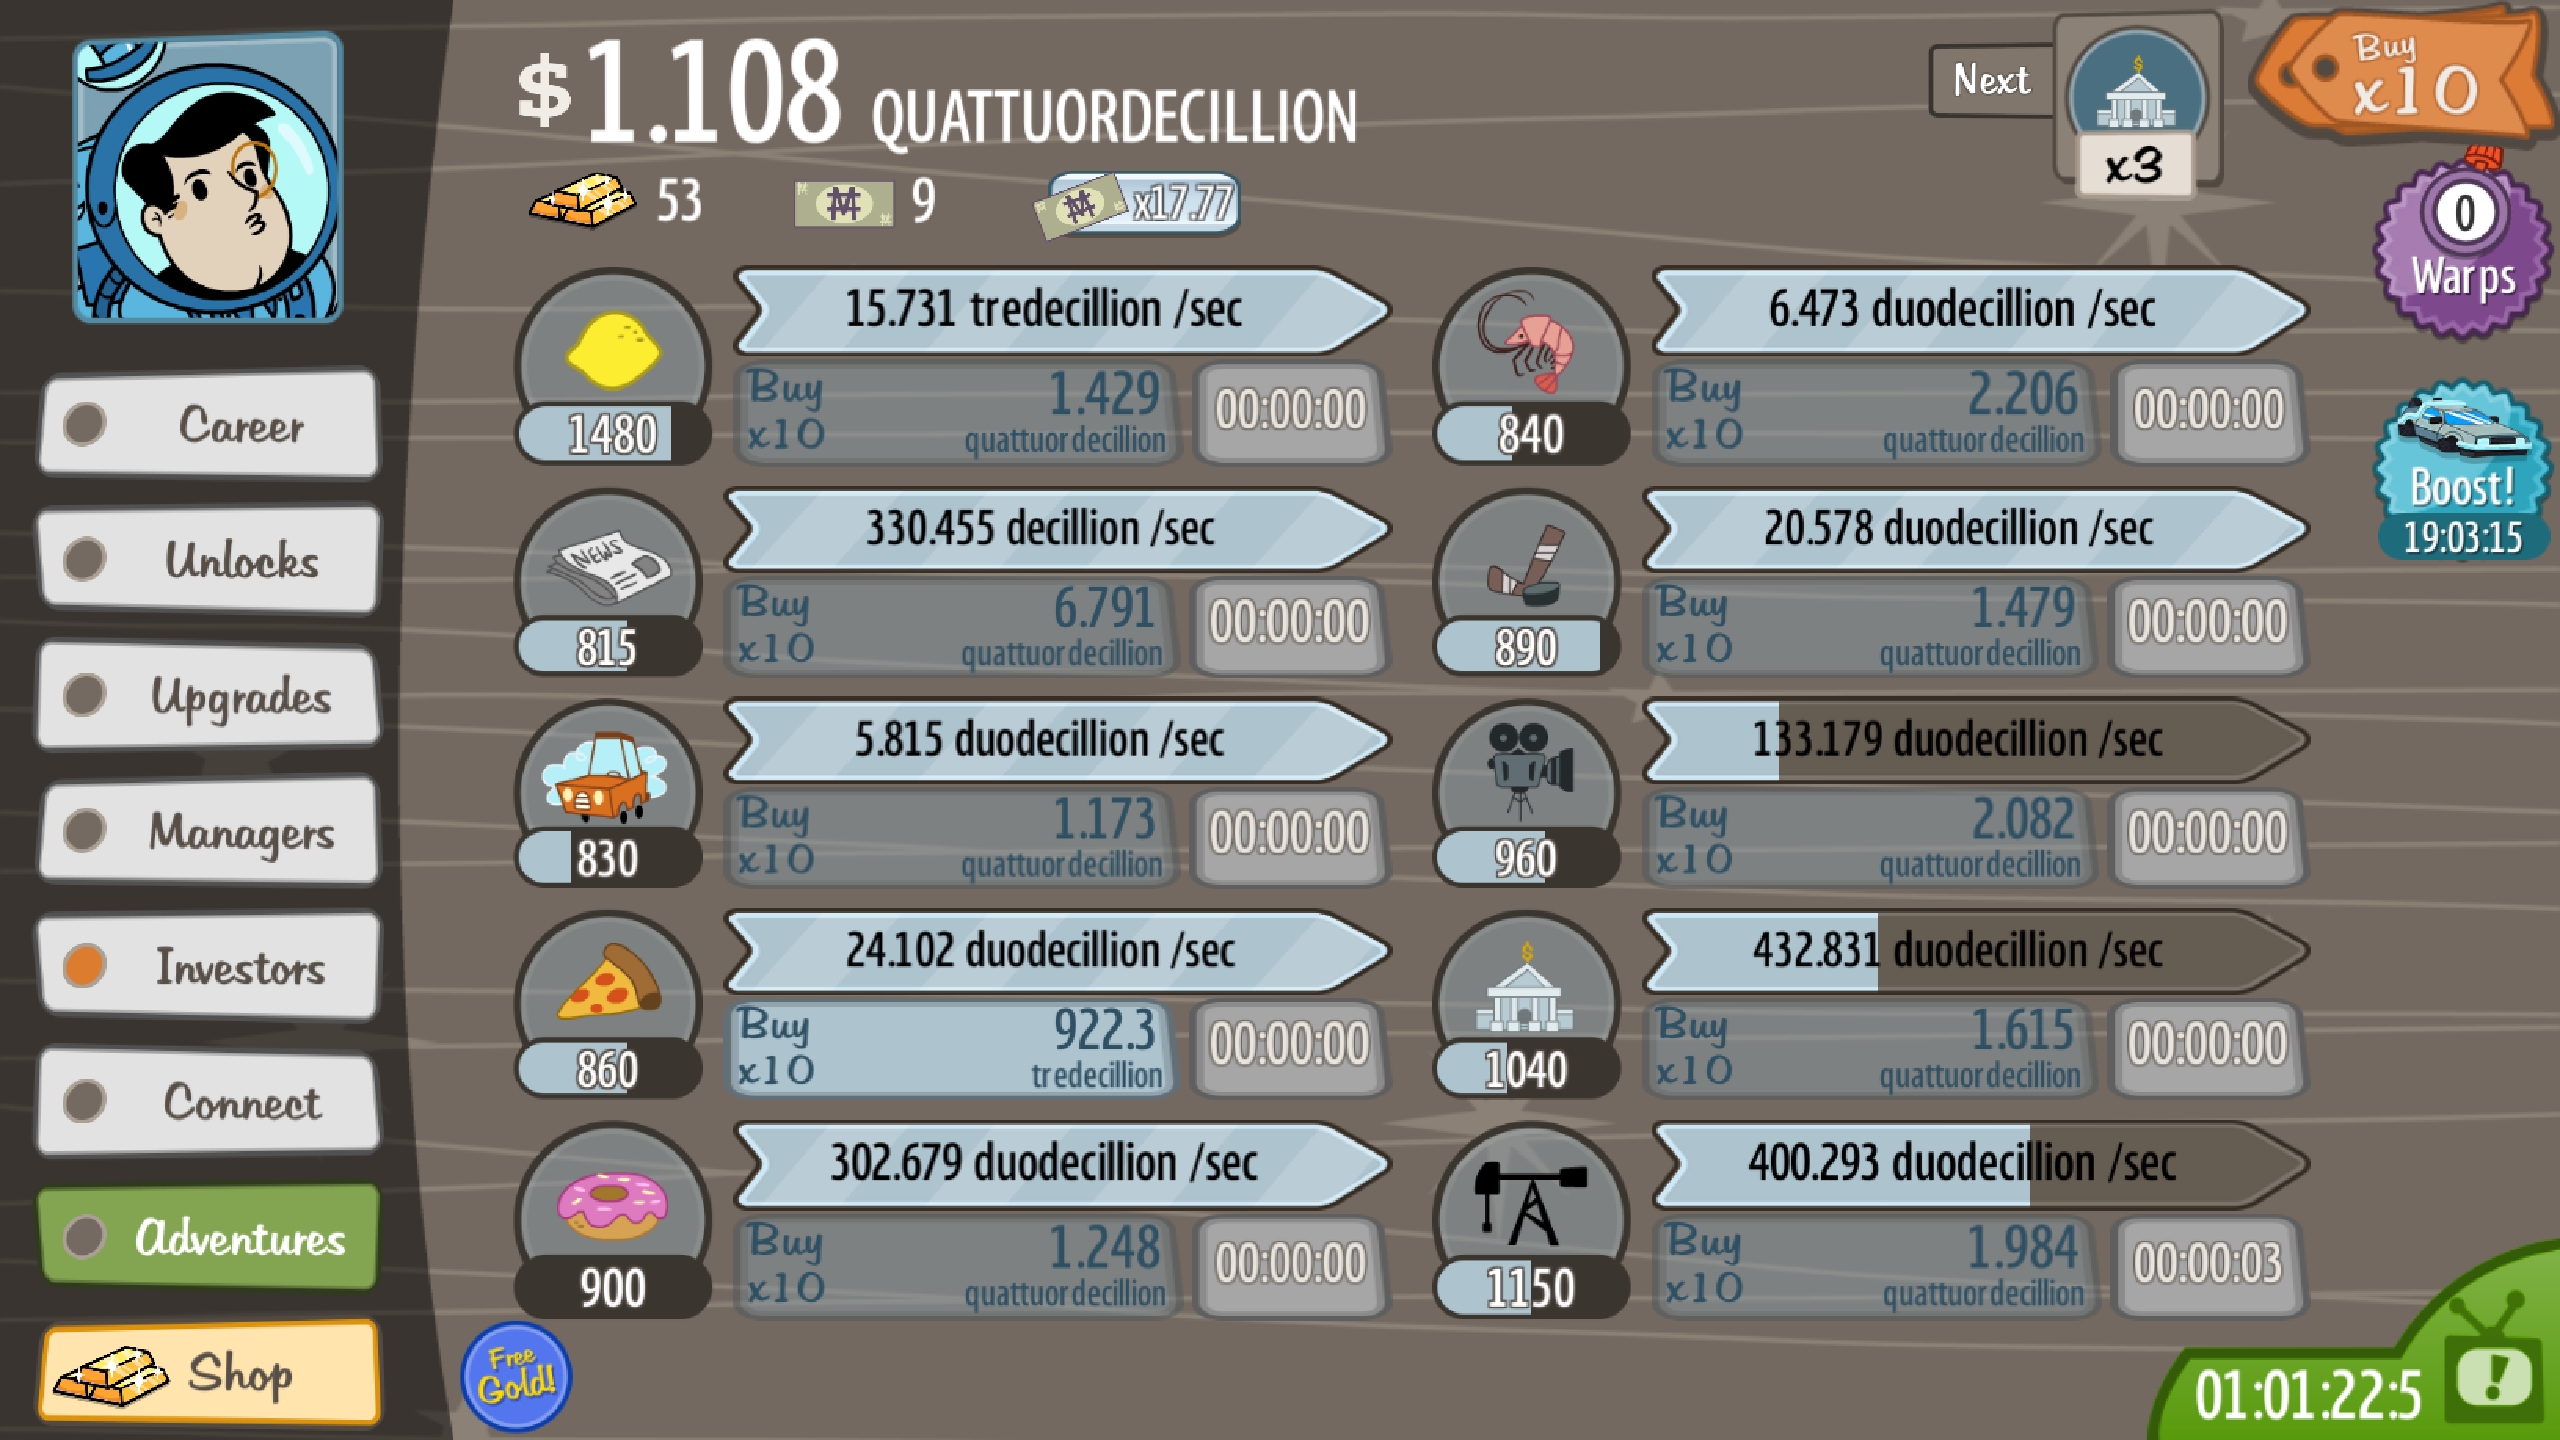 $1.108 QUATTUORDECILLION
53 9 x17.77
Next
x3
Buy
x10
0
Warps
Boost!
19:03:15
Career
Unlocks
Upgrades
Managers
Investors
Connect
Adventures
Shop
15.731 tredecillion /sec
1480
Buy x10
1.429 quattuordecillion
00:00:00
6.473 duodecillion /sec
840
Buy x10
2.206 quattuordecillion
00:00:00
NEWS
330.455 decillion /sec
815
Buy x10
6.791 quattuordecillion
00:00:00
20.578 duodecillion /sec
890
Buy x10
1.479 quattuordecillion
00:00:00
5.815 duodecillion /sec
830
Buy x10
1.173 quattuordecillion
00:00:00
133.179 duodecillion /sec
960
Buy x10
2.082 quattuordecillion
00:00:00
24.102 duodecillion /sec
860
Buy x10
922.3 tredecillion
00:00:00
432.831 duodecillion /sec
1040
Buy x10
1.615 quattuordecillion
00:00:00
302.679 duodecillion /sec
900
Buy x10
1.248 quattuordecillion
00:00:00
400.293 duodecillion /sec
1150
Buy x10
1.984 quattuordecillion
00:00:03
Free
Gold!
01:01:22:5
!